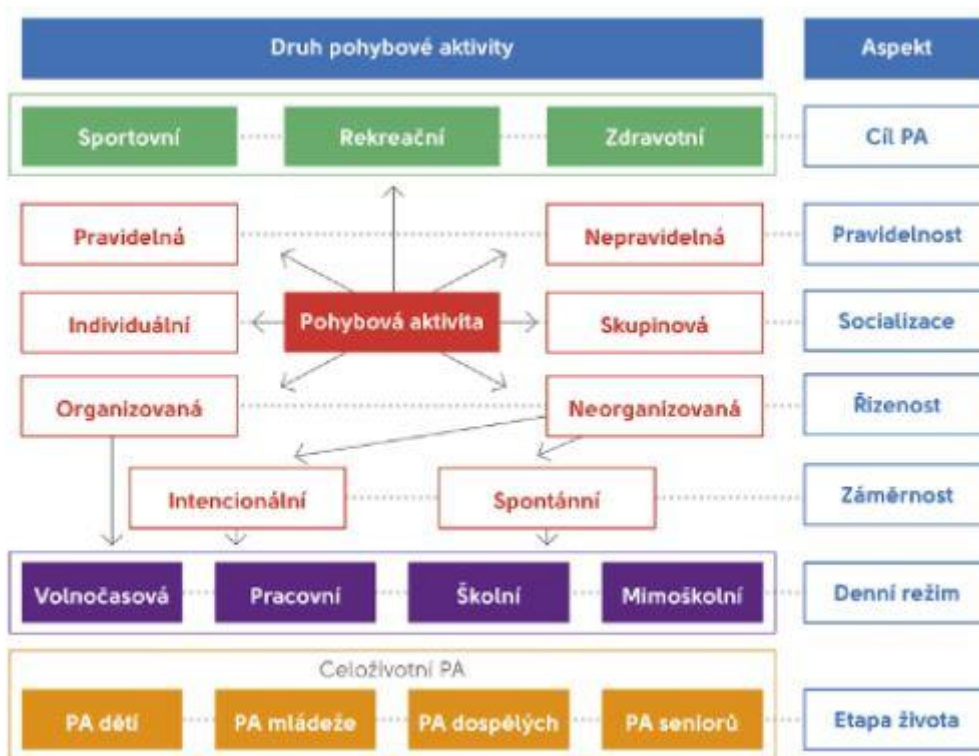 Druh pohybové aktivity
Aspekt
Sportovní
Rekreační
Zdravotní
Cíl PA
Pravidelná
Nepravidelná
Pravidelnost
Individuální
Pohybová aktivita
Skupinová
Socializace
Organizovaná
Neorganizovaná
Řízenost
Intencionální
Spontánní
Záměrnost
Volnočasová
Pracovní
Školní
Mimoškolní
Denní režim
Celoživotní PA
PA dětí
PA mládeže
PA dospělých
PA seniorů
Etapa života